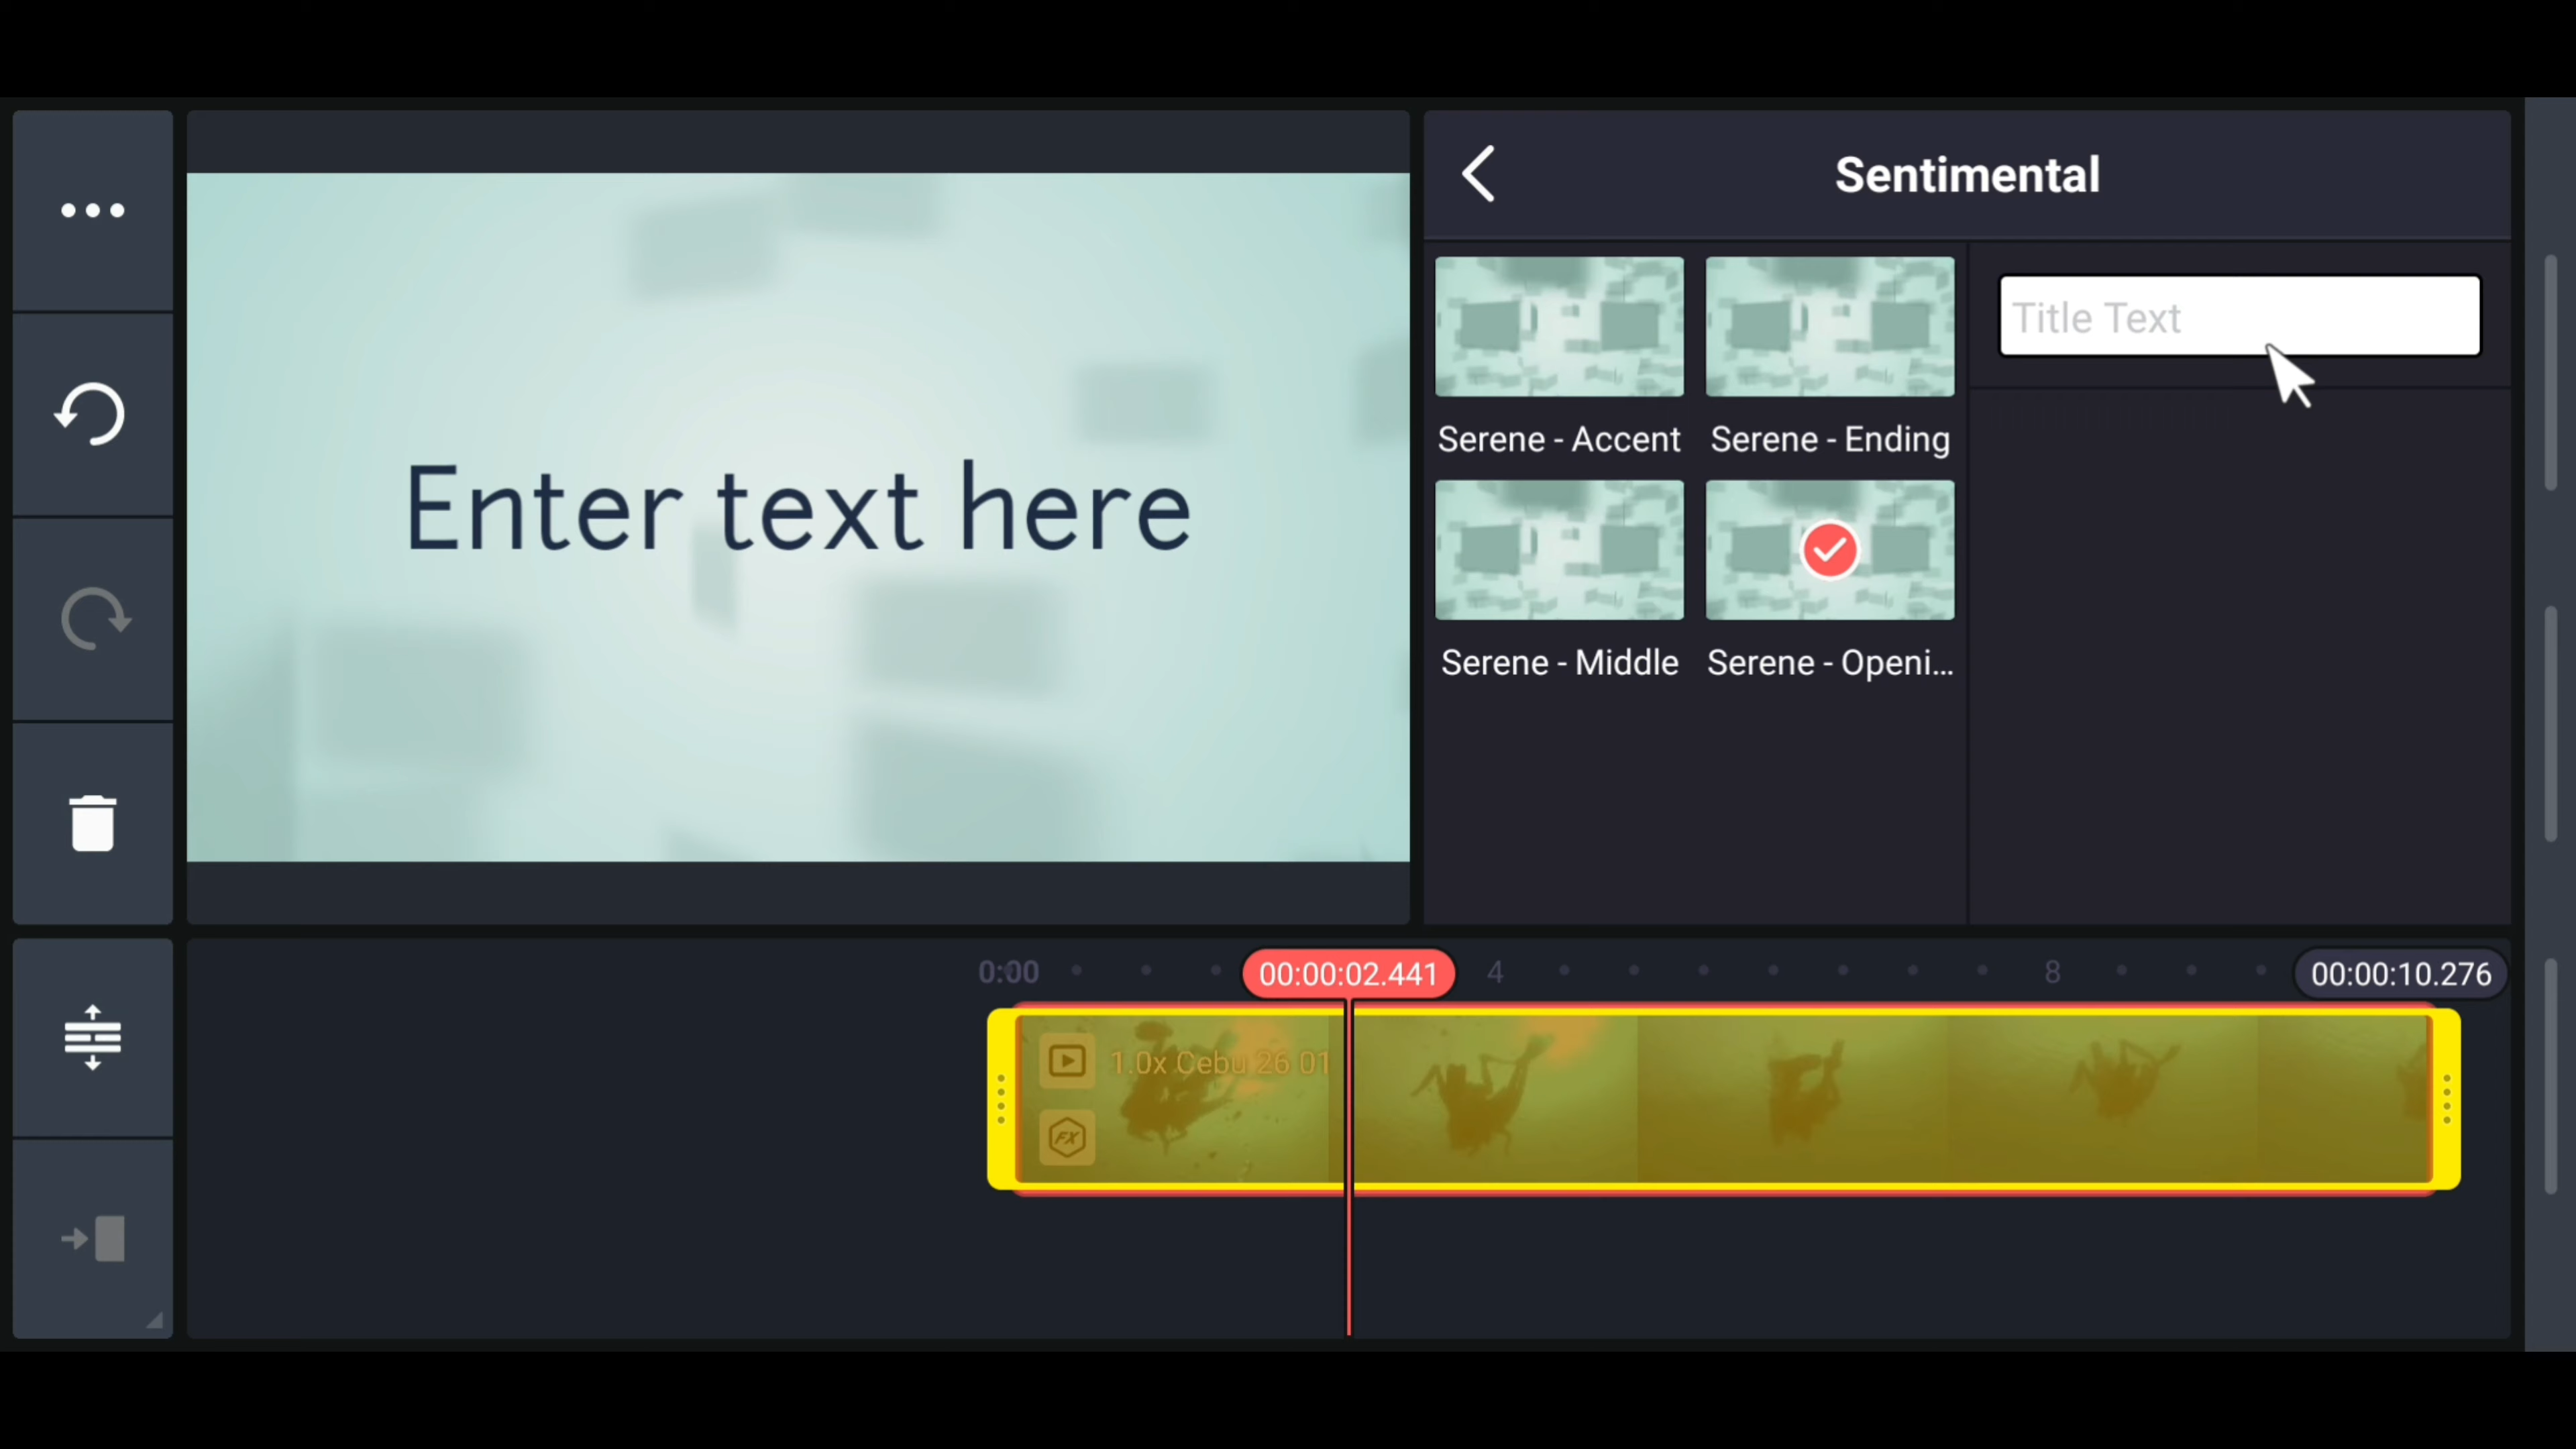 Sentimental
Title Text
Enter text here
Serene - Accent
Serene - Ending
Serene - Middle
Serene - Openi...
0:00
00:00:02.441
4
8
00:00:10.276
1.0x Cebu 26 01
FX